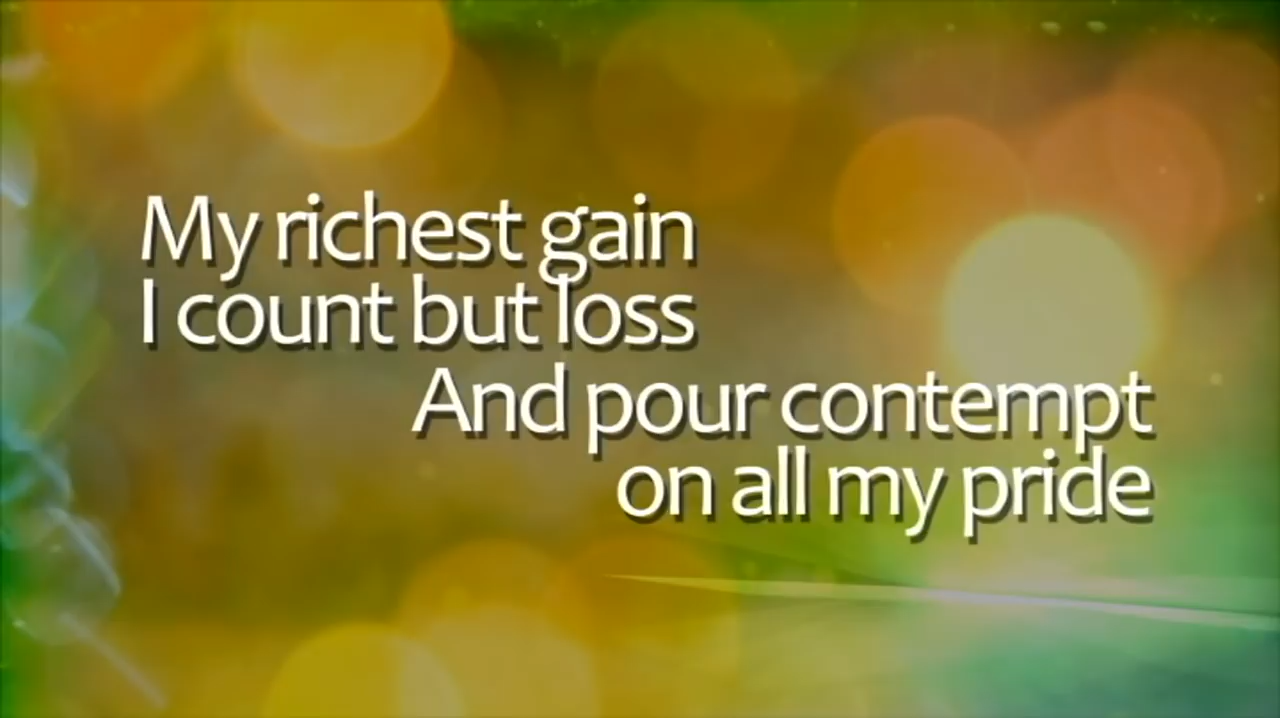 My richest gain
I count but loss
And pour contempt
on all my pride